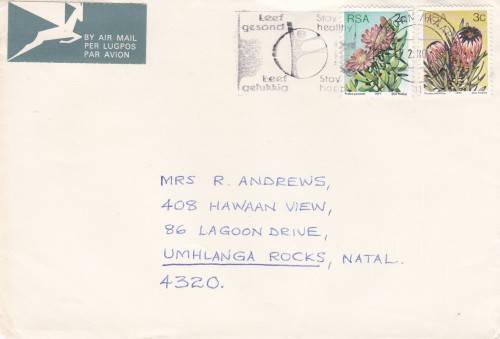 BY AIR MAIL
PER LUGPOS
PAR AVION
Leef gesond
Stay healthy
Leef gelukkig
Stay
RSA 2c
3c
MRS R. ANDREWS,
408 HAWAAN VIEW,
86 LAGOON DRIVE,
UMHLANGA ROCKS, NATAL.
4320.